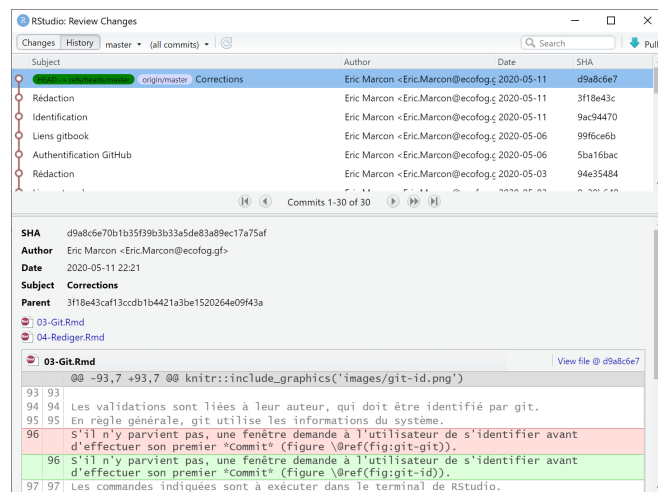 RStudio: Review Changes
Changes History master (all commits) Search Pull
Subject Author Date SHA
HEAD -> refs/heads/master origin/master Corrections Eric Marcon <Eric.Marcon@ecofog.g 2020-05-11 d9a8c6e7
Rédaction Eric Marcon <Eric.Marcon@ecofog.g 2020-05-11 3f18e43c
Identification Eric Marcon <Eric.Marcon@ecofog.g 2020-05-11 9ac94470
Liens gitbook Eric Marcon <Eric.Marcon@ecofog.g 2020-05-06 99f6ce6b
Authentification GitHub Eric Marcon <Eric.Marcon@ecofog.g 2020-05-06 5ba16bac
Rédaction Eric Marcon <Eric.Marcon@ecofog.g 2020-05-03 94e35484
Commits 1-30 of 30
SHA d9a8c6e70b1b35f39b3b33a5de83a89ec17a75af
Author Eric Marcon <Eric.Marcon@ecofog.gf>
Date 2020-05-11 22:21
Subject Corrections
Parent 3f18e43caf13ccdb1b4421a3be1520264e09f43a
03-Git.Rmd
04-Rediger.Rmd
03-Git.Rmd View file @ d9a8c6e7
@@ -93,7 +93,7 @@ knitr::include_graphics('images/git-id.png')
93 93
94 94 Les validations sont liées à leur auteur, qui doit être identifié par git.
95 95 En règle générale, git utilise les informations du système.
96 S'il n'y parvient pas, une fenêtre demande à l'utilisateur de s'identifier avant
d'effectuer son premier *Commit* (figure \@ref(fig:git-git)).
96 S'il n'y parvient pas, une fenêtre demande à l'utilisateur de s'identifier avant
d'effectuer son premier *Commit* (figure \@ref(fig:git-id)).
97 97 Les commandes indiquées sont à exécuter dans le terminal de RStudio.